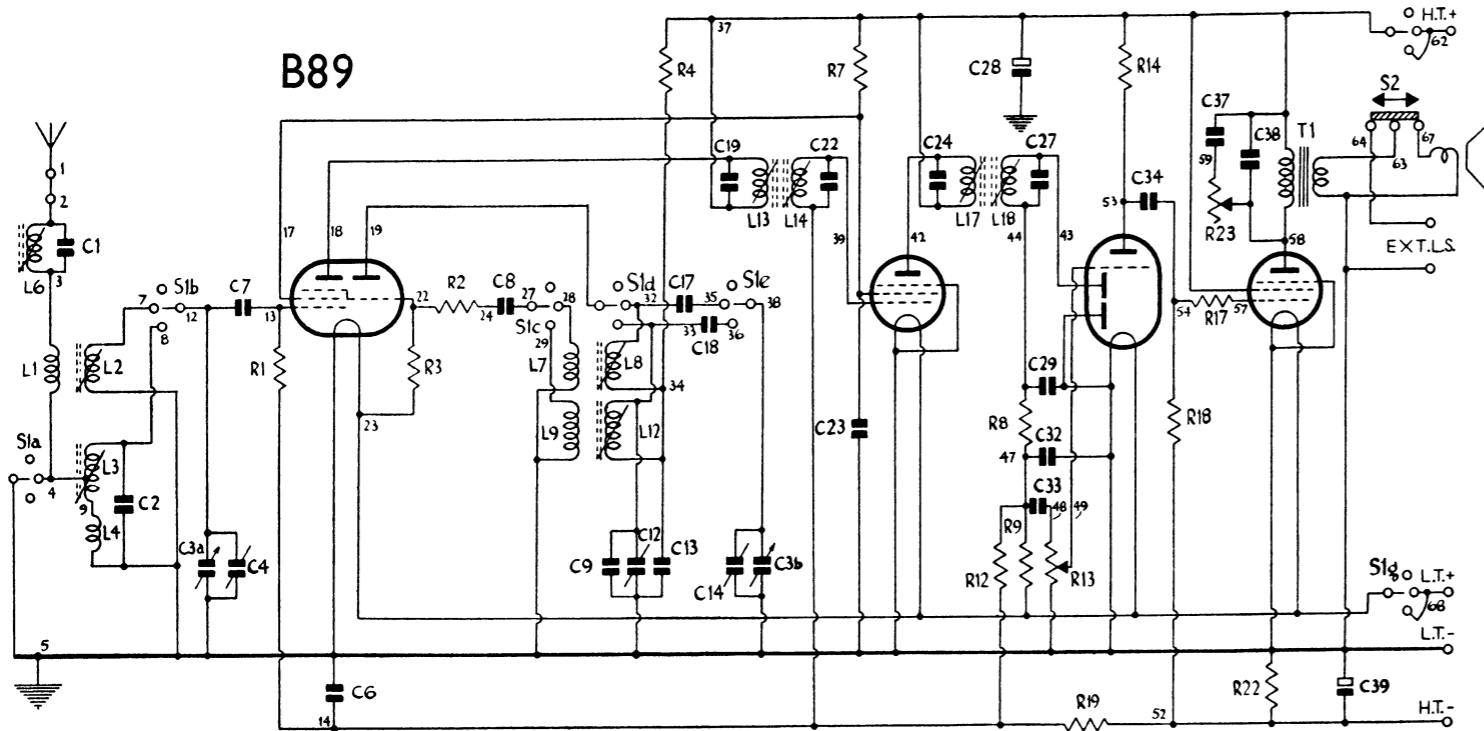 B89
37
H.T.+
62
R4
R7
C28
R14
S2
C37
C38
T1
64
67
63
59
R23
58
EXT.L.S.
1
2
C1
L6
3
17
18
19
C19
C22
L13
L14
39
C24
C27
L17
L18
42
44
43
53
C34
S1b
7
12
8
C7
13
22
R2
24
C8
27
28
S1c
29
S1d
32
C17
35
S1e
38
33
C18
36
54
R17
57
L1
L2
R1
R3
23
L7
L8
34
L9
L12
C23
C29
R8
C32
47
C33
48
49
R18
S1a
4
L3
9
L4
C2
C3a
C4
C9
C12
C13
C14
C3b
R12
R9
R13
S1g
L.T.+
68
5
L.T.-
C6
14
R19
52
R22
C39
H.T.-